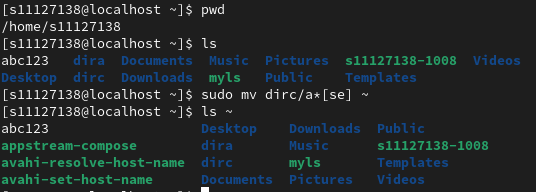 [s11127138@localhost ~]$ pwd
/home/s11127138
[s11127138@localhost ~]$ ls
abc123   dira  Documents  Music  Pictures  s11127138-1008  Videos
Desktop  dirc  Downloads  myls   Public    Templates
[s11127138@localhost ~]$ sudo mv dirc/a*[se] ~
[s11127138@localhost ~]$ ls ~
abc123                   Desktop    Downloads  Public
appstream-compose        dira       Music      s11127138-1008
avahi-resolve-host-name  dirc       myls       Templates
avahi-set-host-name      Documents  Pictures   Videos